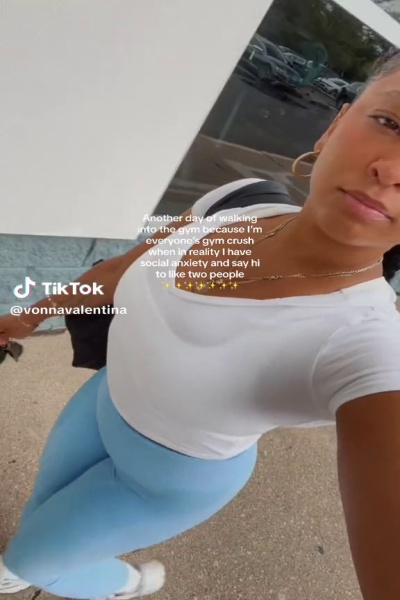 Another day of walking
into the gym because I'm
everyone's gym crush
when in reality I have
social anxiety and say hi
to like two people
✨✨✨✨✨✨
TikTok
@vonnavalentina